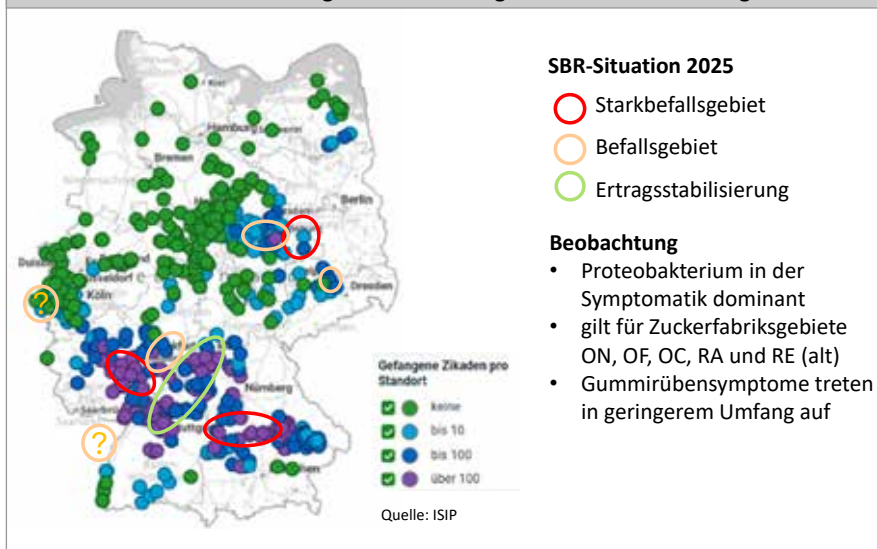 SBR-Situation 2025
Starkbefallsgebiet
Befallsgebiet
Ertragsstabilisierung
Beobachtung
• Proteobakterium in der
Symptomatik dominant
• gilt für Zuckerfabriksgebiete
ON, OF, OC, RA und RE (alt)
• Gummirübensymptome treten
in geringerem Umfang auf
Hamburg
Bremen
Berlin
Köln
Dresden
?
Nürnberg
?
Gefangene Zikaden pro
Standort
keine
bis 10
bis 100
über 100
Quelle: ISIP